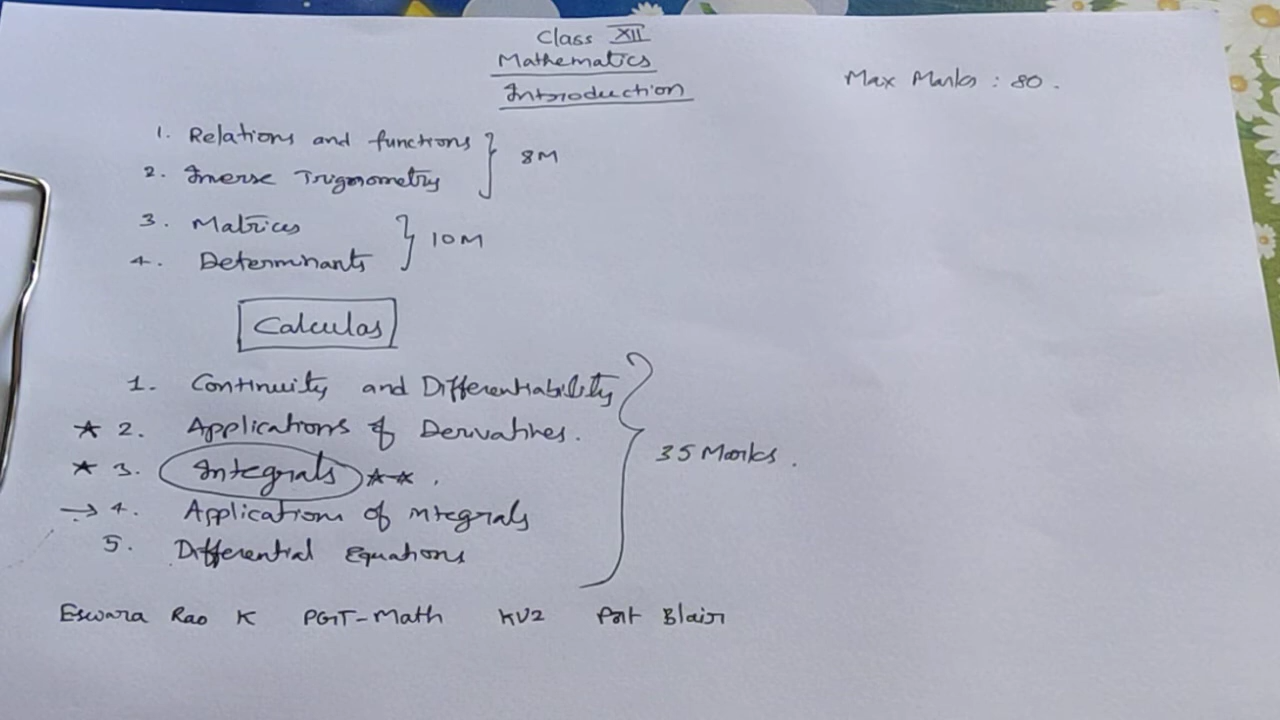 Class XII
Mathematics
Introduction
Max Marks : 80.
1. Relations and functions
2. Inverse Trigonometry
8M
3. Matrices
4. Determinants
10M
Calculas
1. Continuity and Differentiability
★ 2. Applications of Derivatives.
★ 3. Integrals ★★.
→ 4. Applications of integrals
5. Differential Equations
35 Marks.
Eswara Rao K PGT-Math KV2 Port Blair